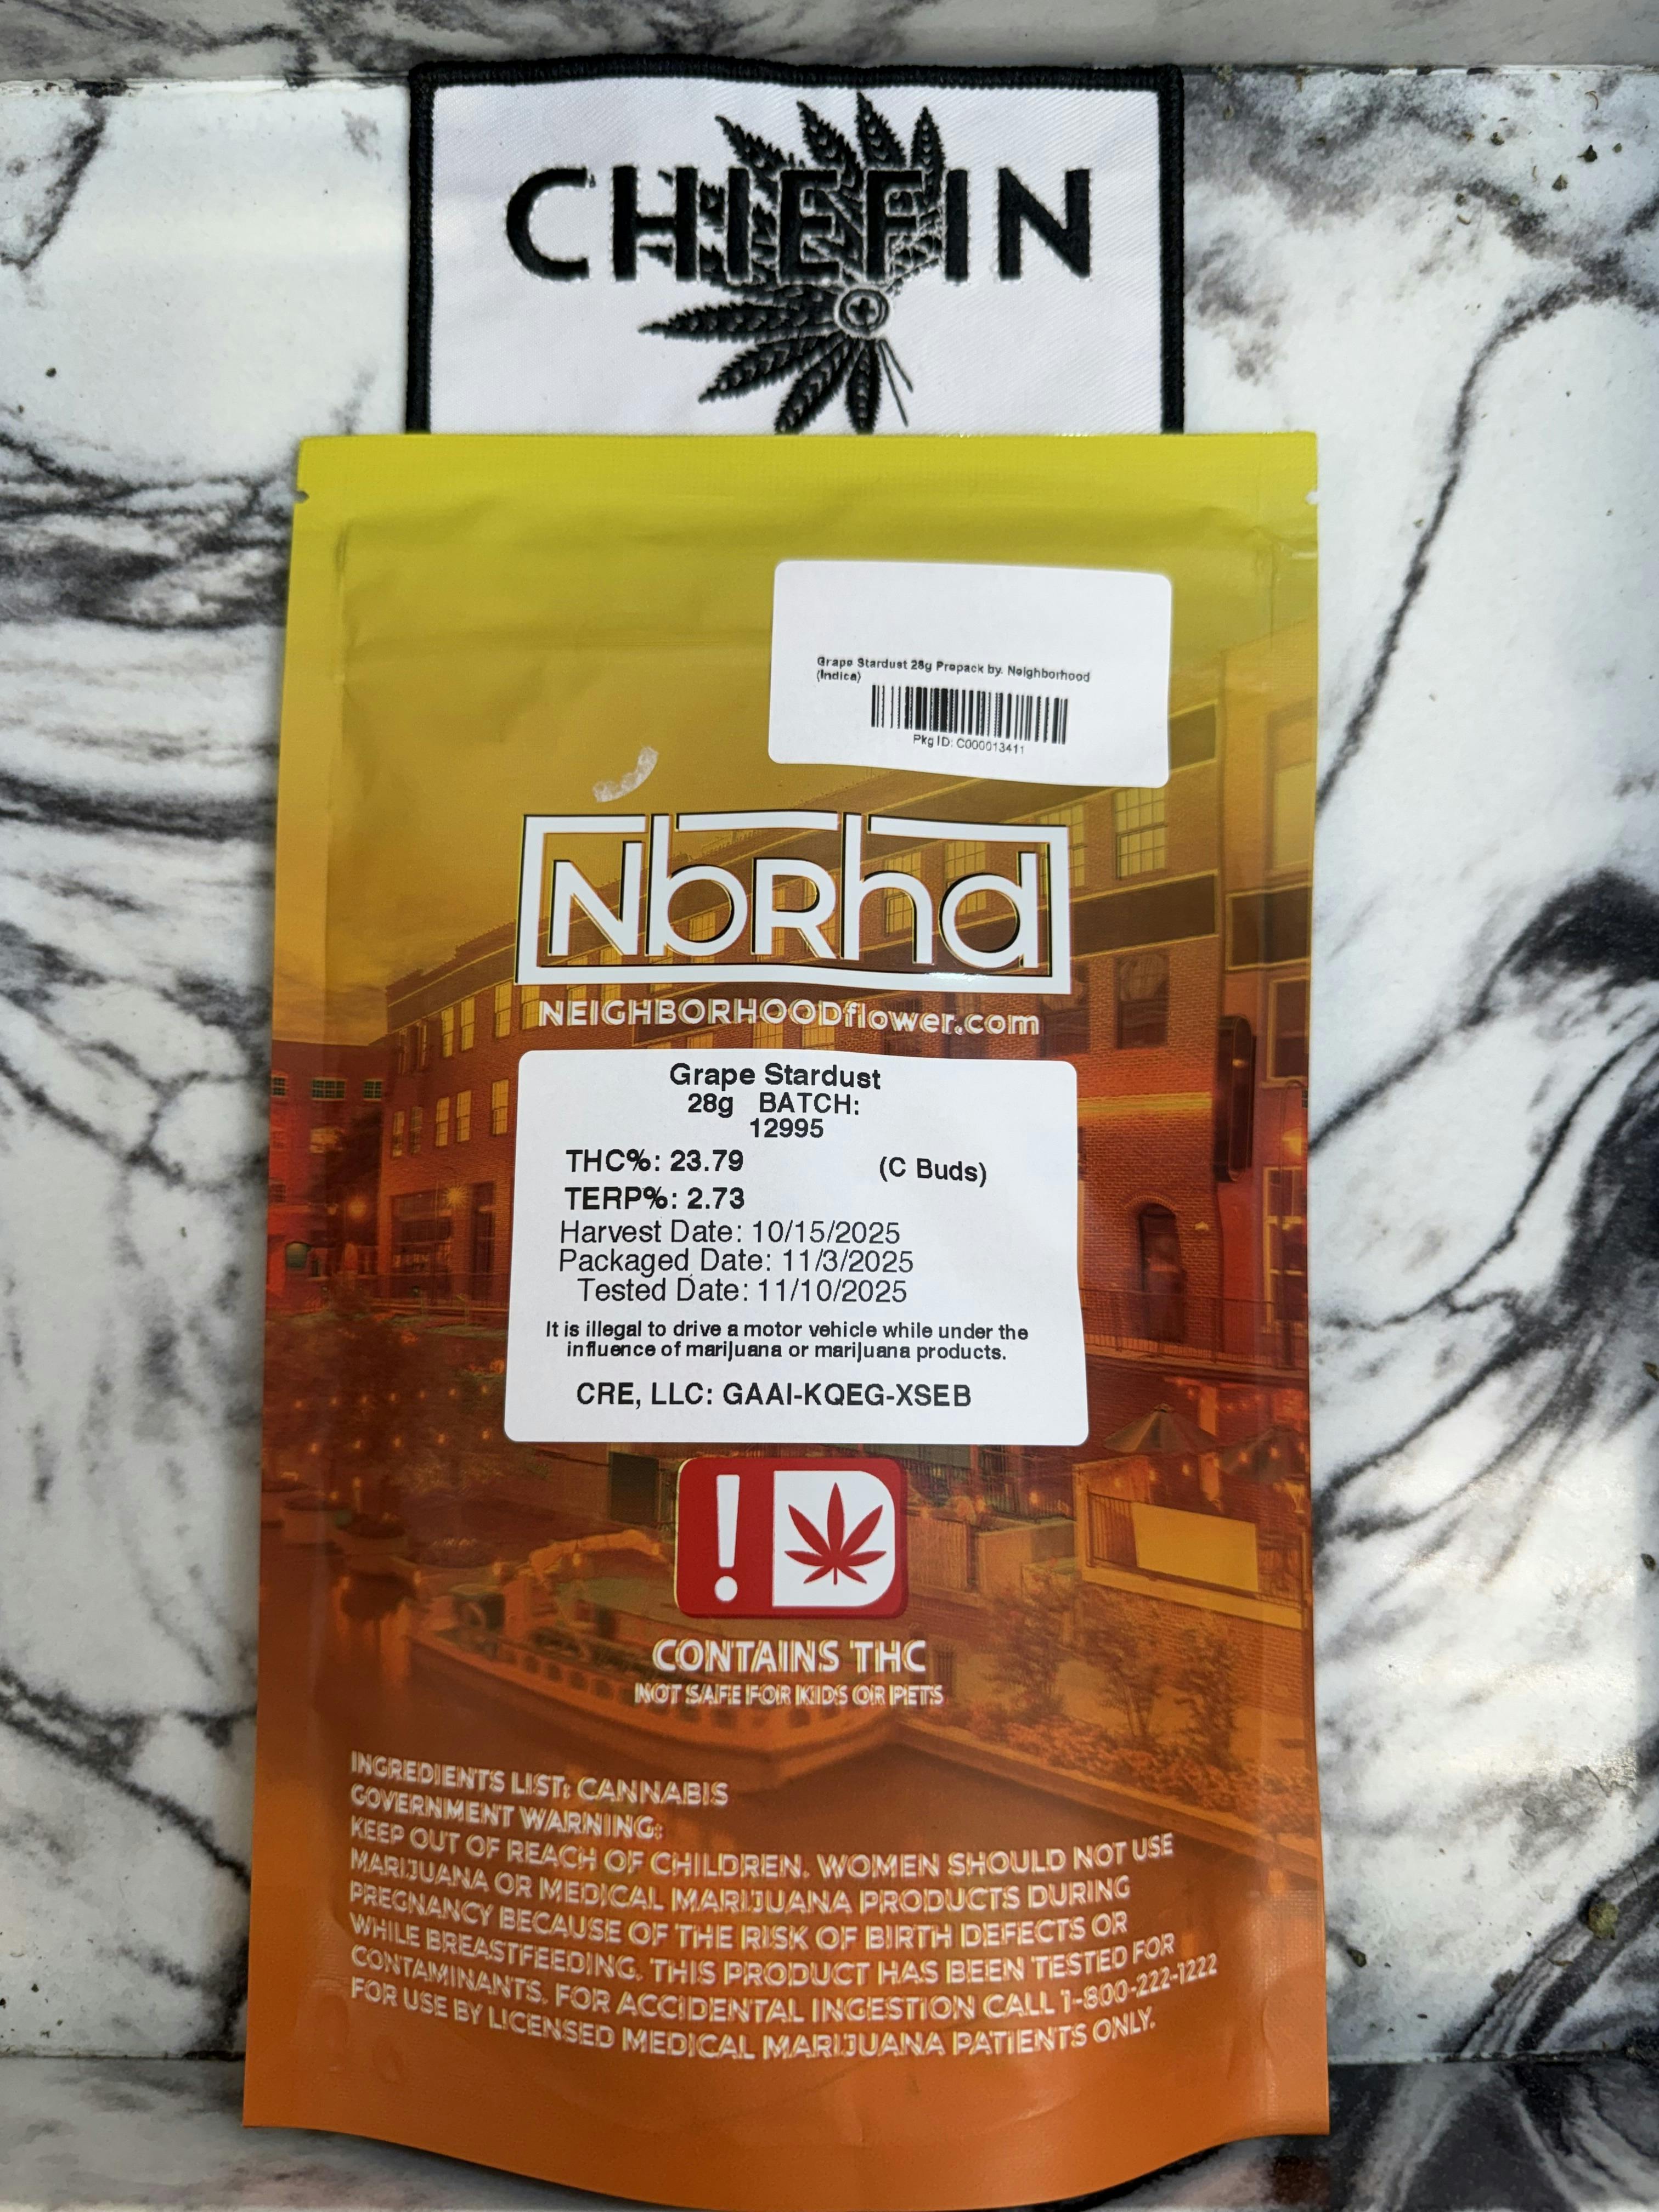 CHIEFIN
Grape Stardust 28g Prepack by. Neighborhood
(Indica)
Pkg ID: C000013411
NbRhd
NEIGHBORHOODflower.com
Grape Stardust
28g BATCH:
12995
THC%: 23.79 (C Buds)
TERP%: 2.73
Harvest Date: 10/15/2025
Packaged Date: 11/3/2025
Tested Date: 11/10/2025
It is illegal to drive a motor vehicle while under the
influence of marijuana or marijuana products.
CRE, LLC: GAAI-KQEG-XSEB
!
CONTAINS THC
NOT SAFE FOR KIDS OR PETS
INGREDIENTS LIST: CANNABIS
GOVERNMENT WARNING:
KEEP OUT OF REACH OF CHILDREN. WOMEN SHOULD NOT USE
MARIJUANA OR MEDICAL MARIJUANA PRODUCTS DURING
PREGNANCY BECAUSE OF THE RISK OF BIRTH DEFECTS OR
WHILE BREASTFEEDING. THIS PRODUCT HAS BEEN TESTED FOR
CONTAMINANTS. FOR ACCIDENTAL INGESTION CALL 1-800-222-1222
FOR USE BY LICENSED MEDICAL MARIJUANA PATIENTS ONLY.